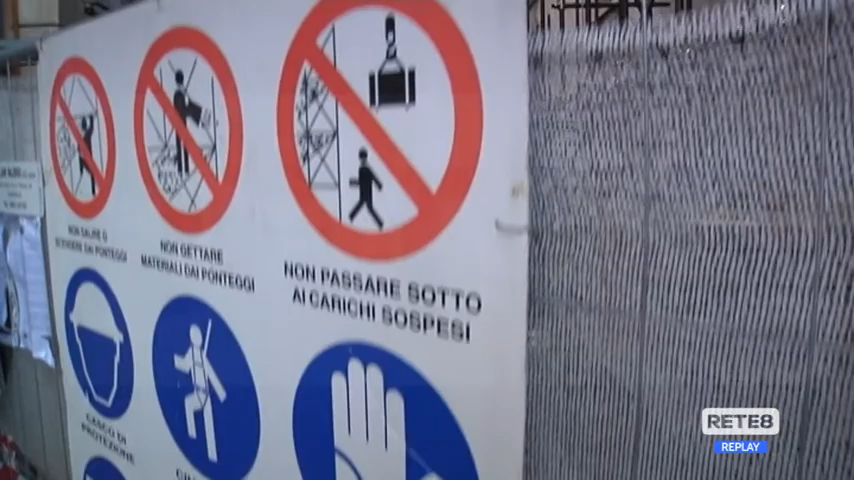 NON SALIRE O
SCENDERE DAI PONTEGGI
NON GETTARE
MATERIALI DAI PONTEGGI
NON PASSARE SOTTO
AI CARICHI SOSPESI
CASCO DI
PROTEZIONE
RETE8
REPLAY